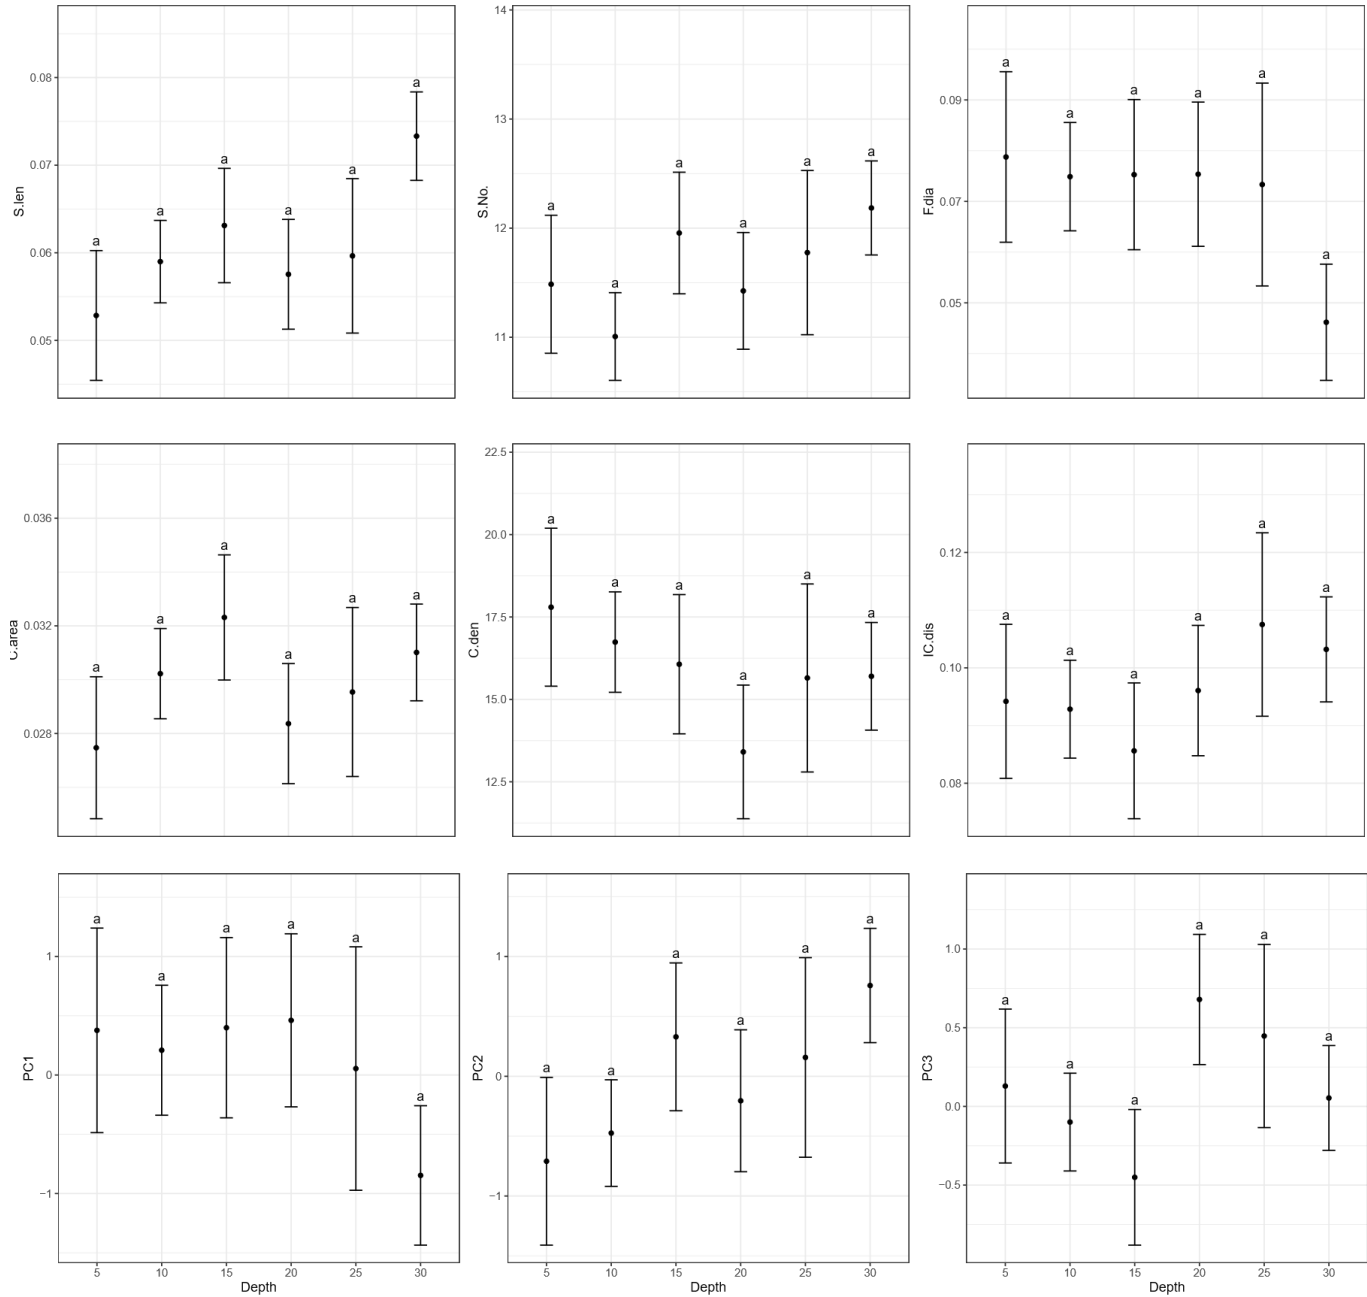 S.len
0.08
0.07
0.06
0.05
a
a
a
a
a
a
S.No.
14
13
12
11
a
a
a
a
a
a
F.dia
0.09
0.07
0.05
a
a
a
a
a
a
C.area
0.036
0.032
0.028
a
a
a
a
a
a
C.den
22.5
20.0
17.5
15.0
12.5
a
a
a
a
a
a
IC.dis
0.12
0.10
0.08
a
a
a
a
a
a
PC1
1
0
−1
a
a
a
a
a
a
5 10 15 20 25 30
Depth
PC2
1
0
−1
a
a
a
a
a
a
5 10 15 20 25 30
Depth
PC3
1.0
0.5
0.0
−0.5
a
a
a
a
a
a
5 10 15 20 25 30
Depth